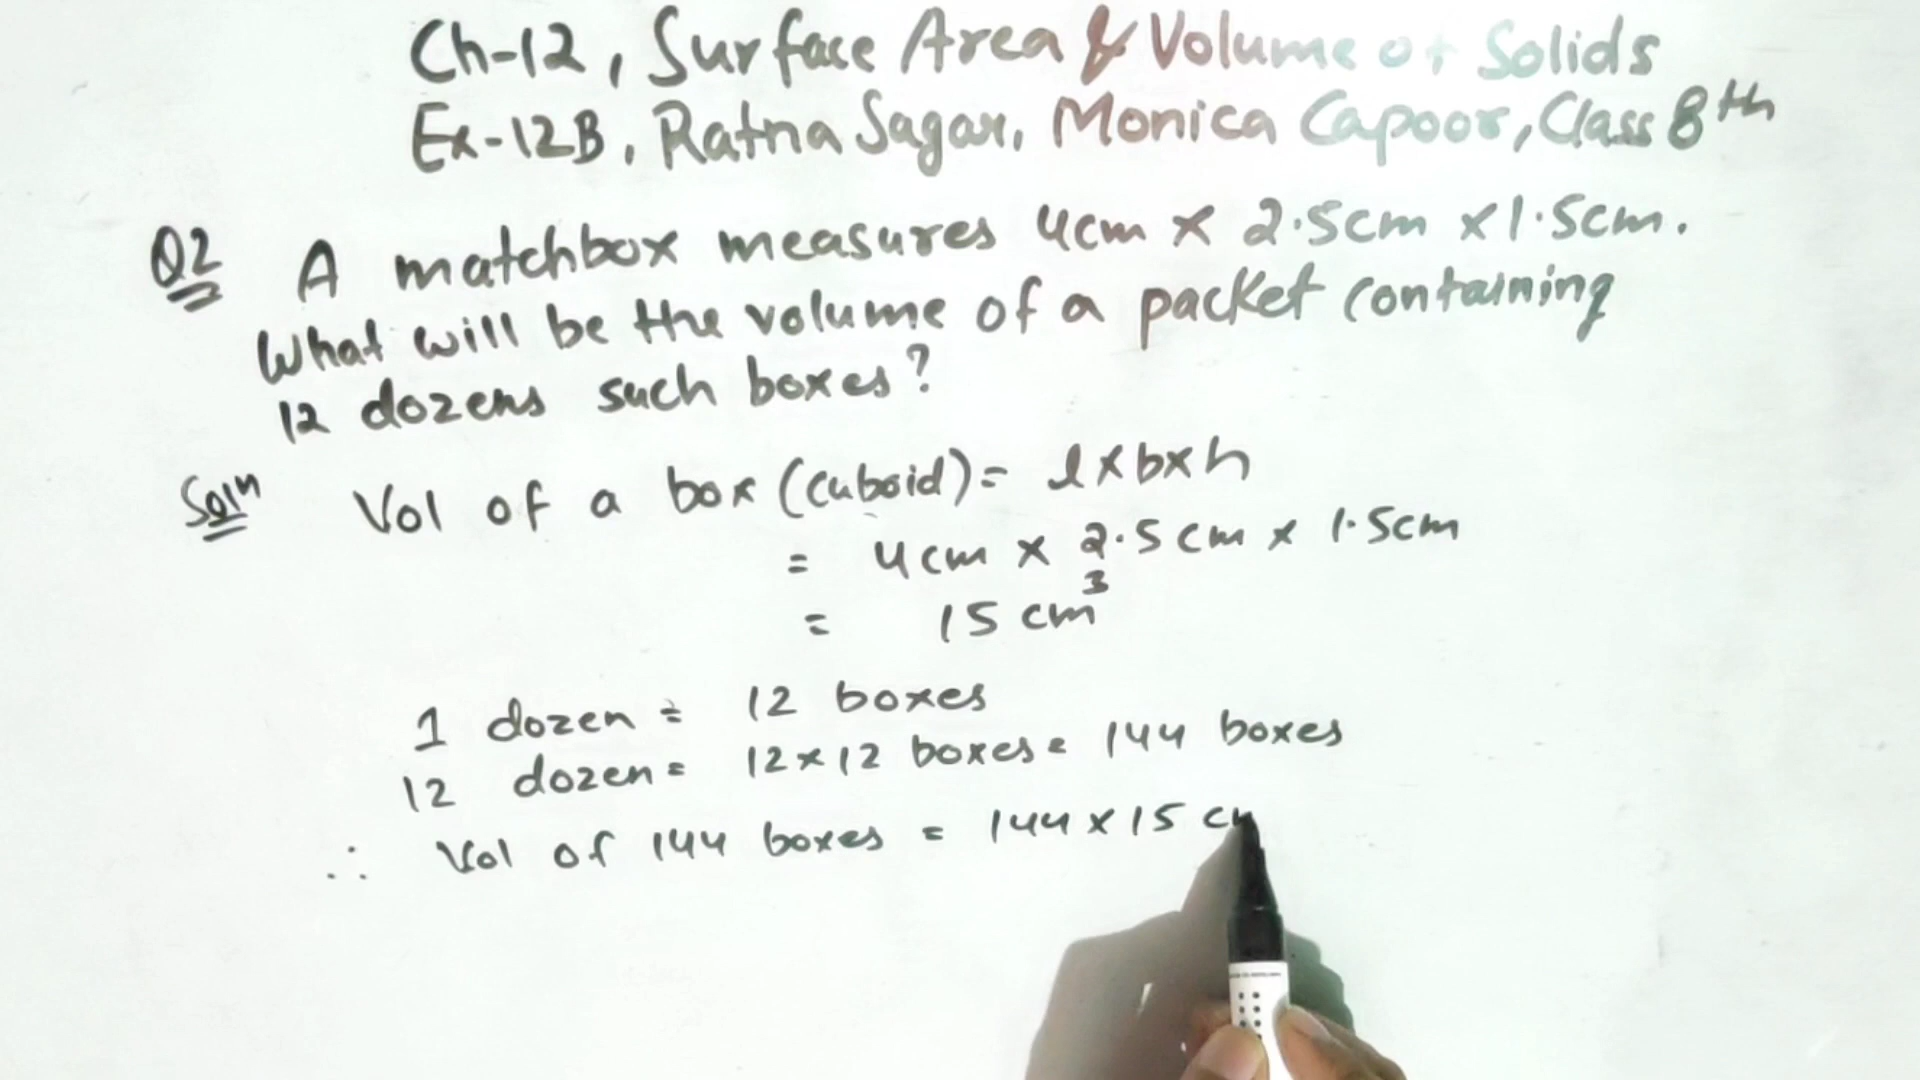 Ch-12, Surface Area & Volume of Solids
Ex-12B, Ratna Sagar, Monica Capoor, Class 8th
Q2 A matchbox measures 4cm × 2.5cm × 1.5cm.
What will be the volume of a packet containing
12 dozens such boxes?
Soln Vol of a box (cuboid) = l×b×h
= 4cm × 2.5cm × 1.5cm
= 15 cm³
1 dozen = 12 boxes
12 dozen = 12×12 boxes = 144 boxes
∴ Vol of 144 boxes = 144 × 15 c